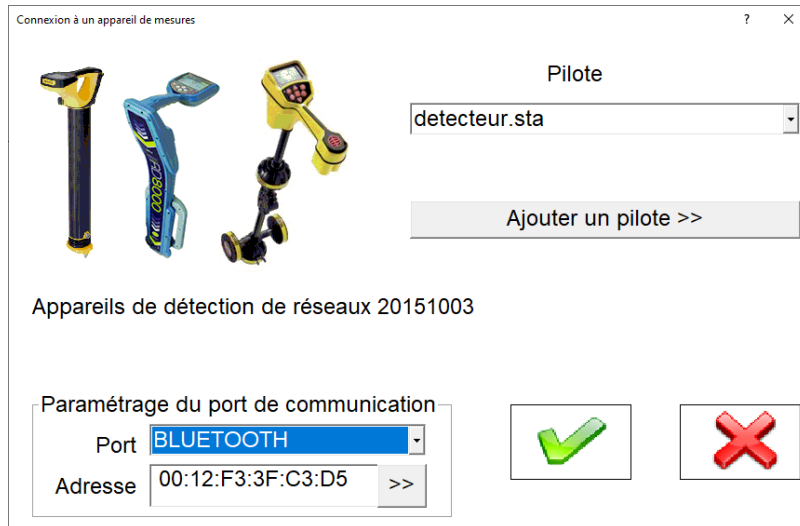 Connexion à un appareil de mesures
?
Pilote
detecteur.sta
Ajouter un pilote >>
Appareils de détection de réseaux 20151003
Paramétrage du port de communication
Port
BLUETOOTH
Adresse
00:12:F3:3F:C3:D5
>>